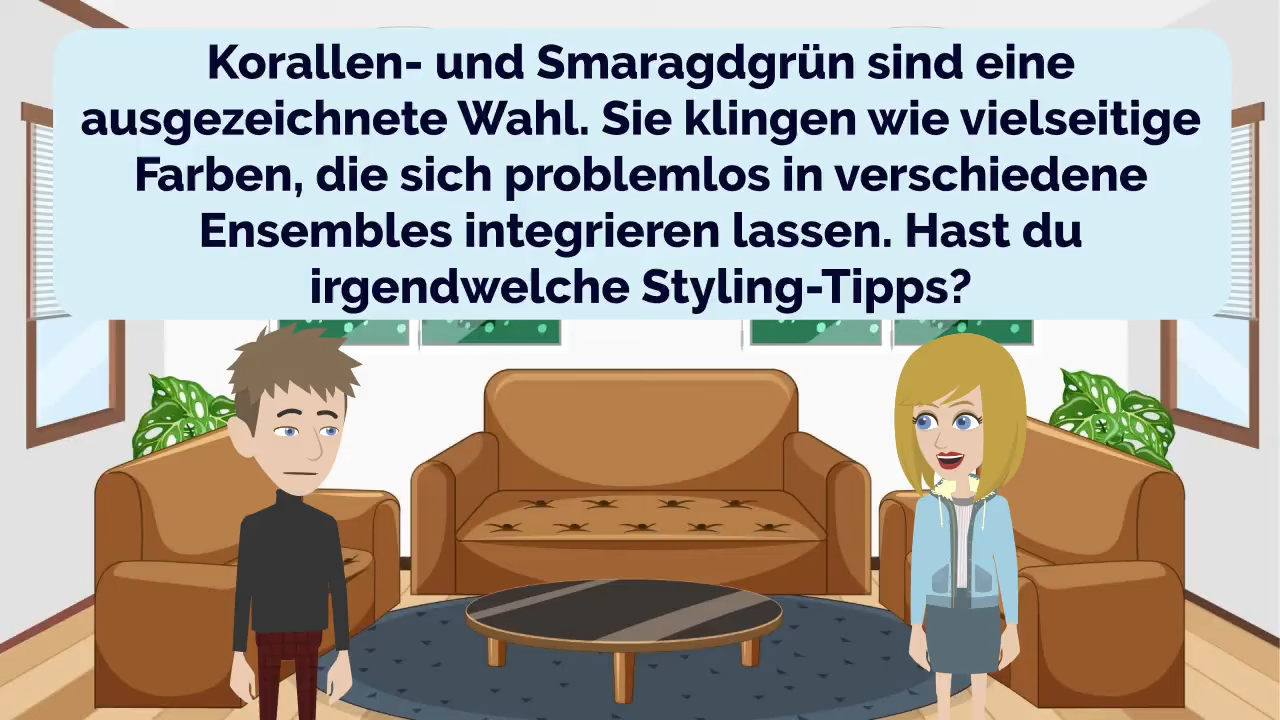 Korallen- und Smaragdgrün sind eine
ausgezeichnete Wahl. Sie klingen wie vielseitige
Farben, die sich problemlos in verschiedene
Ensembles integrieren lassen. Hast du
irgendwelche Styling-Tipps?